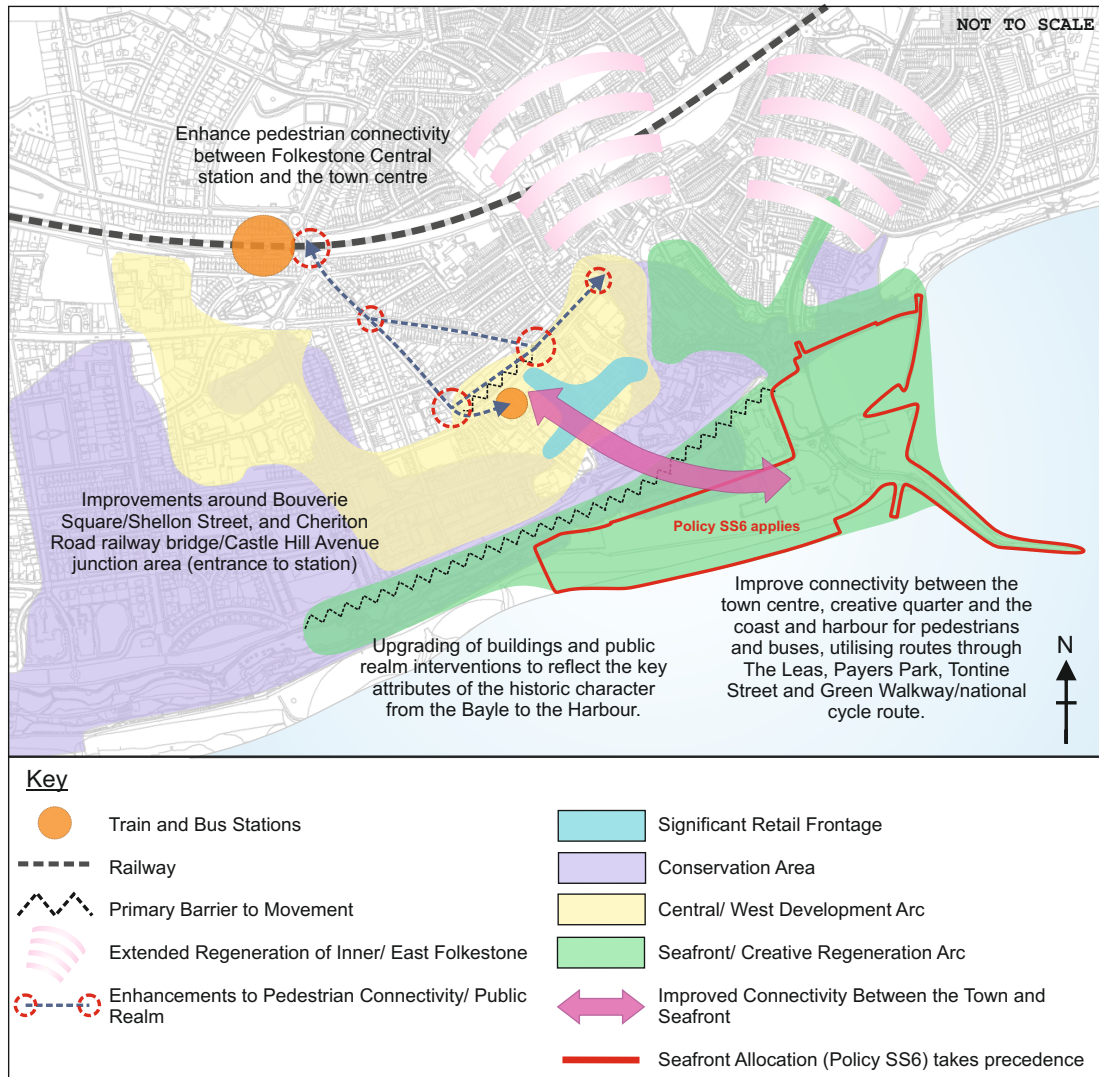 NOT TO SCALE
Enhance pedestrian connectivity
between Folkestone Central
station and the town centre
Improvements around Bouverie
Square/Shellon Street, and Cheriton
Road railway bridge/Castle Hill Avenue
junction area (entrance to station)
Policy SS6 applies
Upgrading of buildings and public
realm interventions to reflect the key
attributes of the historic character
from the Bayle to the Harbour.
Improve connectivity between the
town centre, creative quarter and the
coast and harbour for pedestrians
and buses, utilising routes through
The Leas, Payers Park, Tontine
Street and Green Walkway/national
cycle route.
N
Key
Train and Bus Stations
Railway
Primary Barrier to Movement
Extended Regeneration of Inner/ East Folkestone
Enhancements to Pedestrian Connectivity/ Public
Realm
Significant Retail Frontage
Conservation Area
Central/ West Development Arc
Seafront/ Creative Regeneration Arc
Improved Connectivity Between the Town and
Seafront
Seafront Allocation (Policy SS6) takes precedence